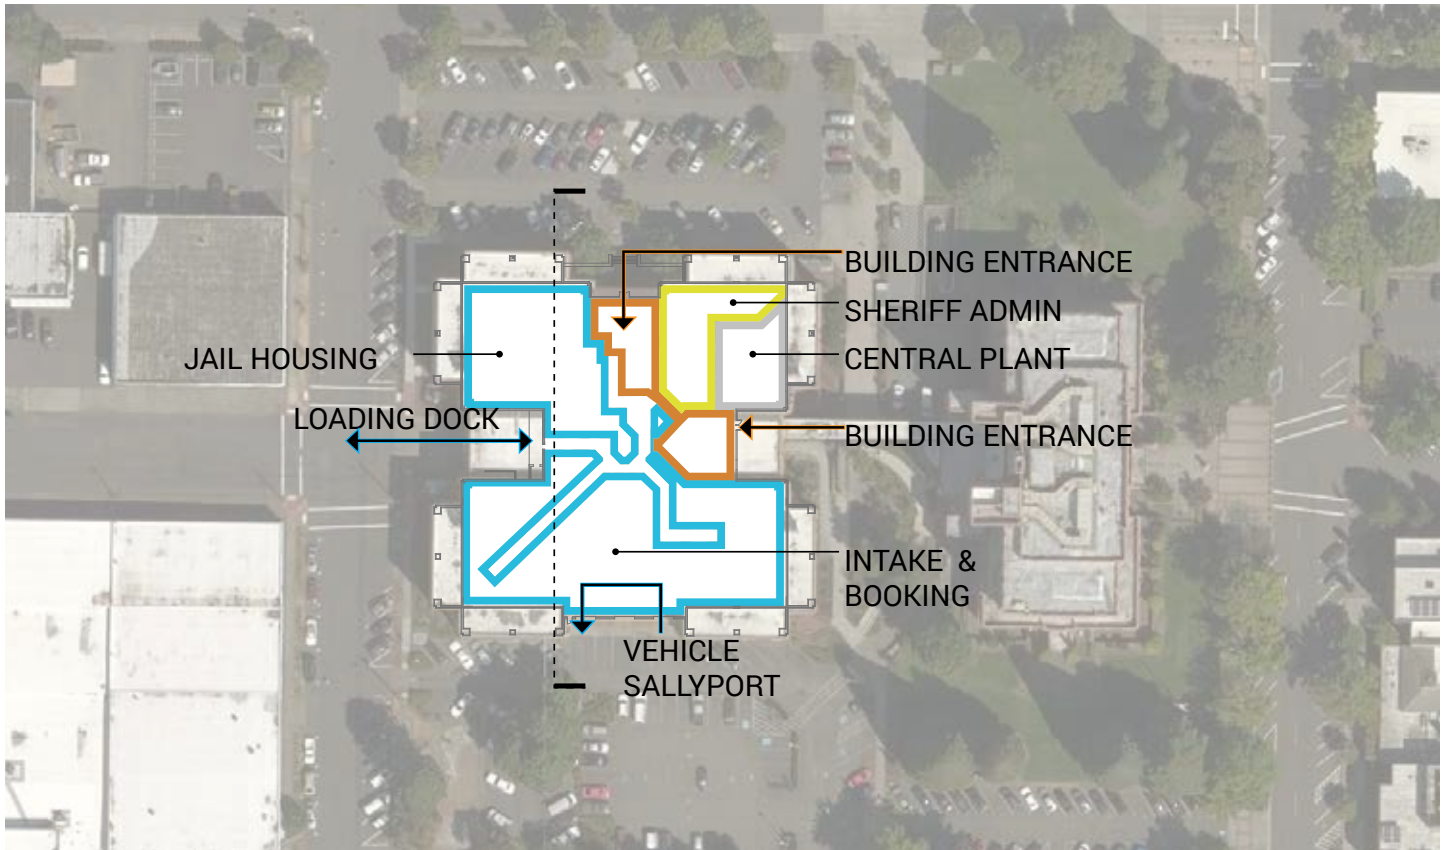 BUILDING ENTRANCE
SHERIFF ADMIN
JAIL HOUSING
CENTRAL PLANT
LOADING DOCK
BUILDING ENTRANCE
INTAKE &
BOOKING
VEHICLE
SALLYPORT